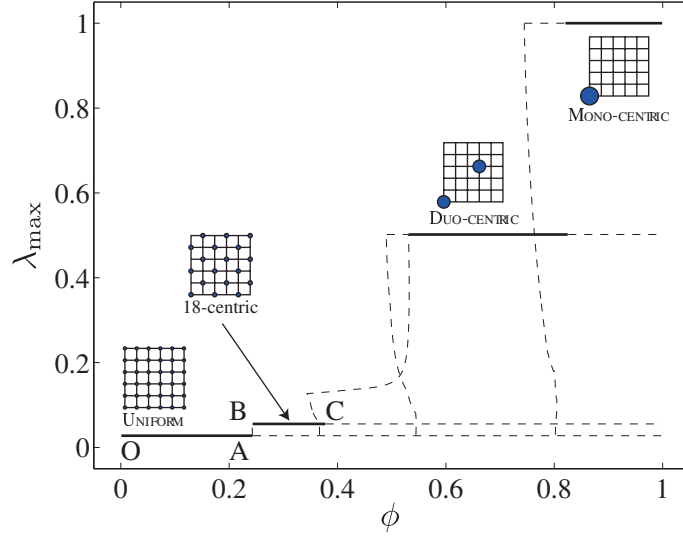 1
MONO-CENTRIC
0.8
DUO-CENTRIC
0.6
λmax
0.4
18-centric
0.2
UNIFORM
B C
0
O A
0 0.2 0.4 0.6 0.8 1
ϕ